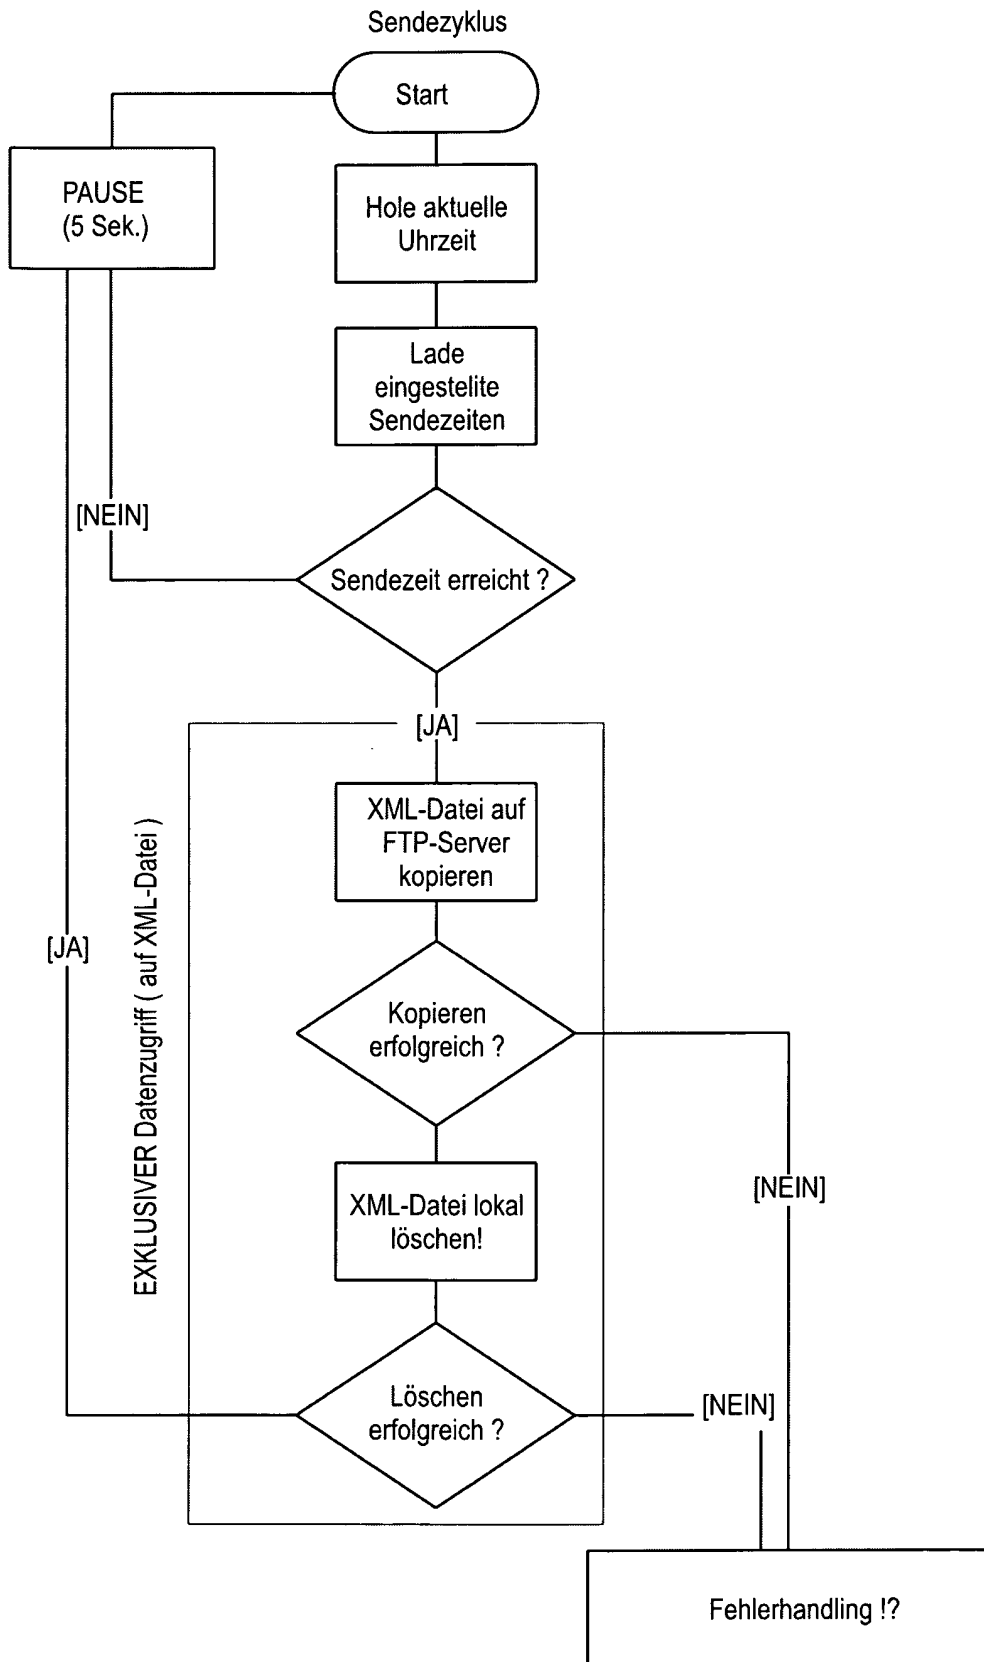 Sendezyklus
Start
PAUSE
(5 Sek.)
Hole aktuelle
Uhrzeit
Lade
eingestelite
Sendezeiten
[NEIN]
Sendezeit erreicht ?
[JA]
XML-Datei auf
FTP-Server
kopieren
EXKLUSIVER Datenzugriff ( auf XML-Datei )
[JA]
Kopieren
erfolgreich ?
[NEIN]
XML-Datei lokal
löschen!
Löschen
erfolgreich ?
[NEIN]
Fehlerhandling !?